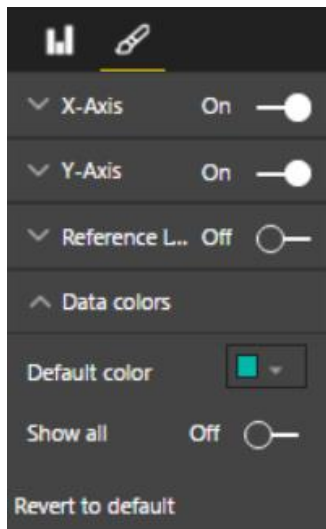 X-Axis On
Y-Axis On
Reference L... Off
Data colors
Default color
Show all Off
Revert to default